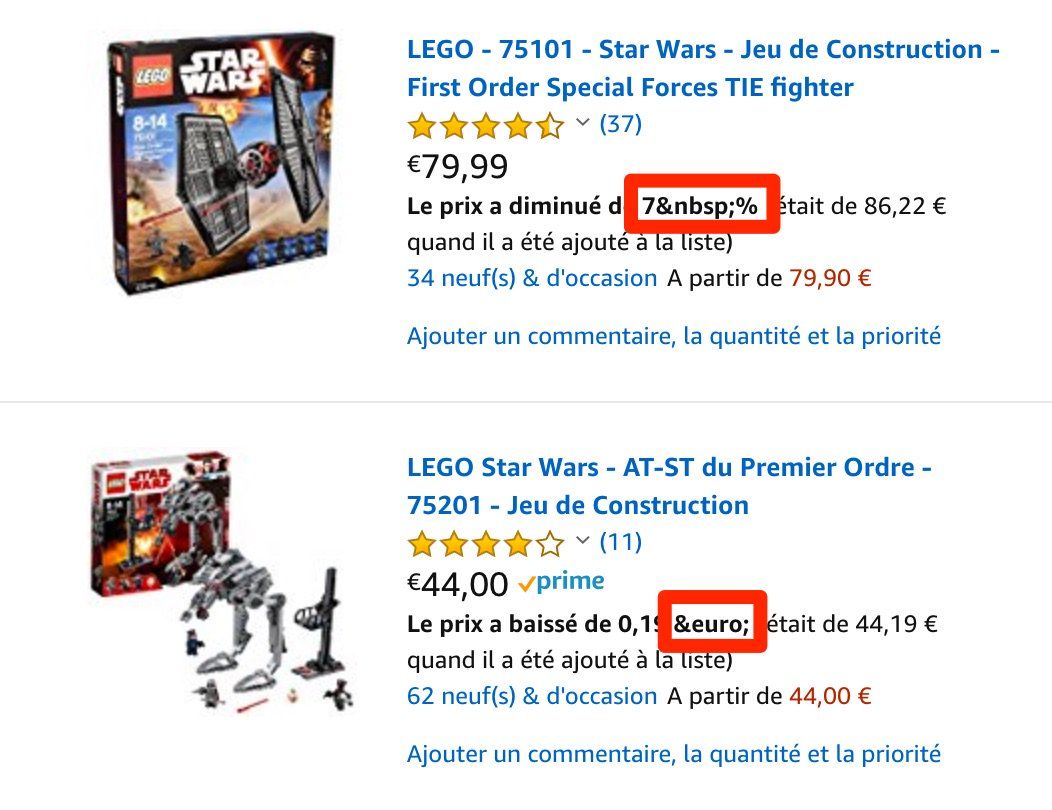 LEGO
STAR
WARS
8-14
LEGO - 75101 - Star Wars - Jeu de Construction -
First Order Special Forces TIE fighter
(37)
€79,99
Le prix a diminué d 7&nbsp;% était de 86,22 €
quand il a été ajouté à la liste)
34 neuf(s) & d'occasion A partir de 79,90 €
Ajouter un commentaire, la quantité et la priorité
LEGO
STAR
WARS
LEGO Star Wars - AT-ST du Premier Ordre -
75201 - Jeu de Construction
(11)
€44,00 prime
Le prix a baissé de 0,19 &euro; était de 44,19 €
quand il a été ajouté à la liste)
62 neuf(s) & d'occasion A partir de 44,00 €
Ajouter un commentaire, la quantité et la priorité